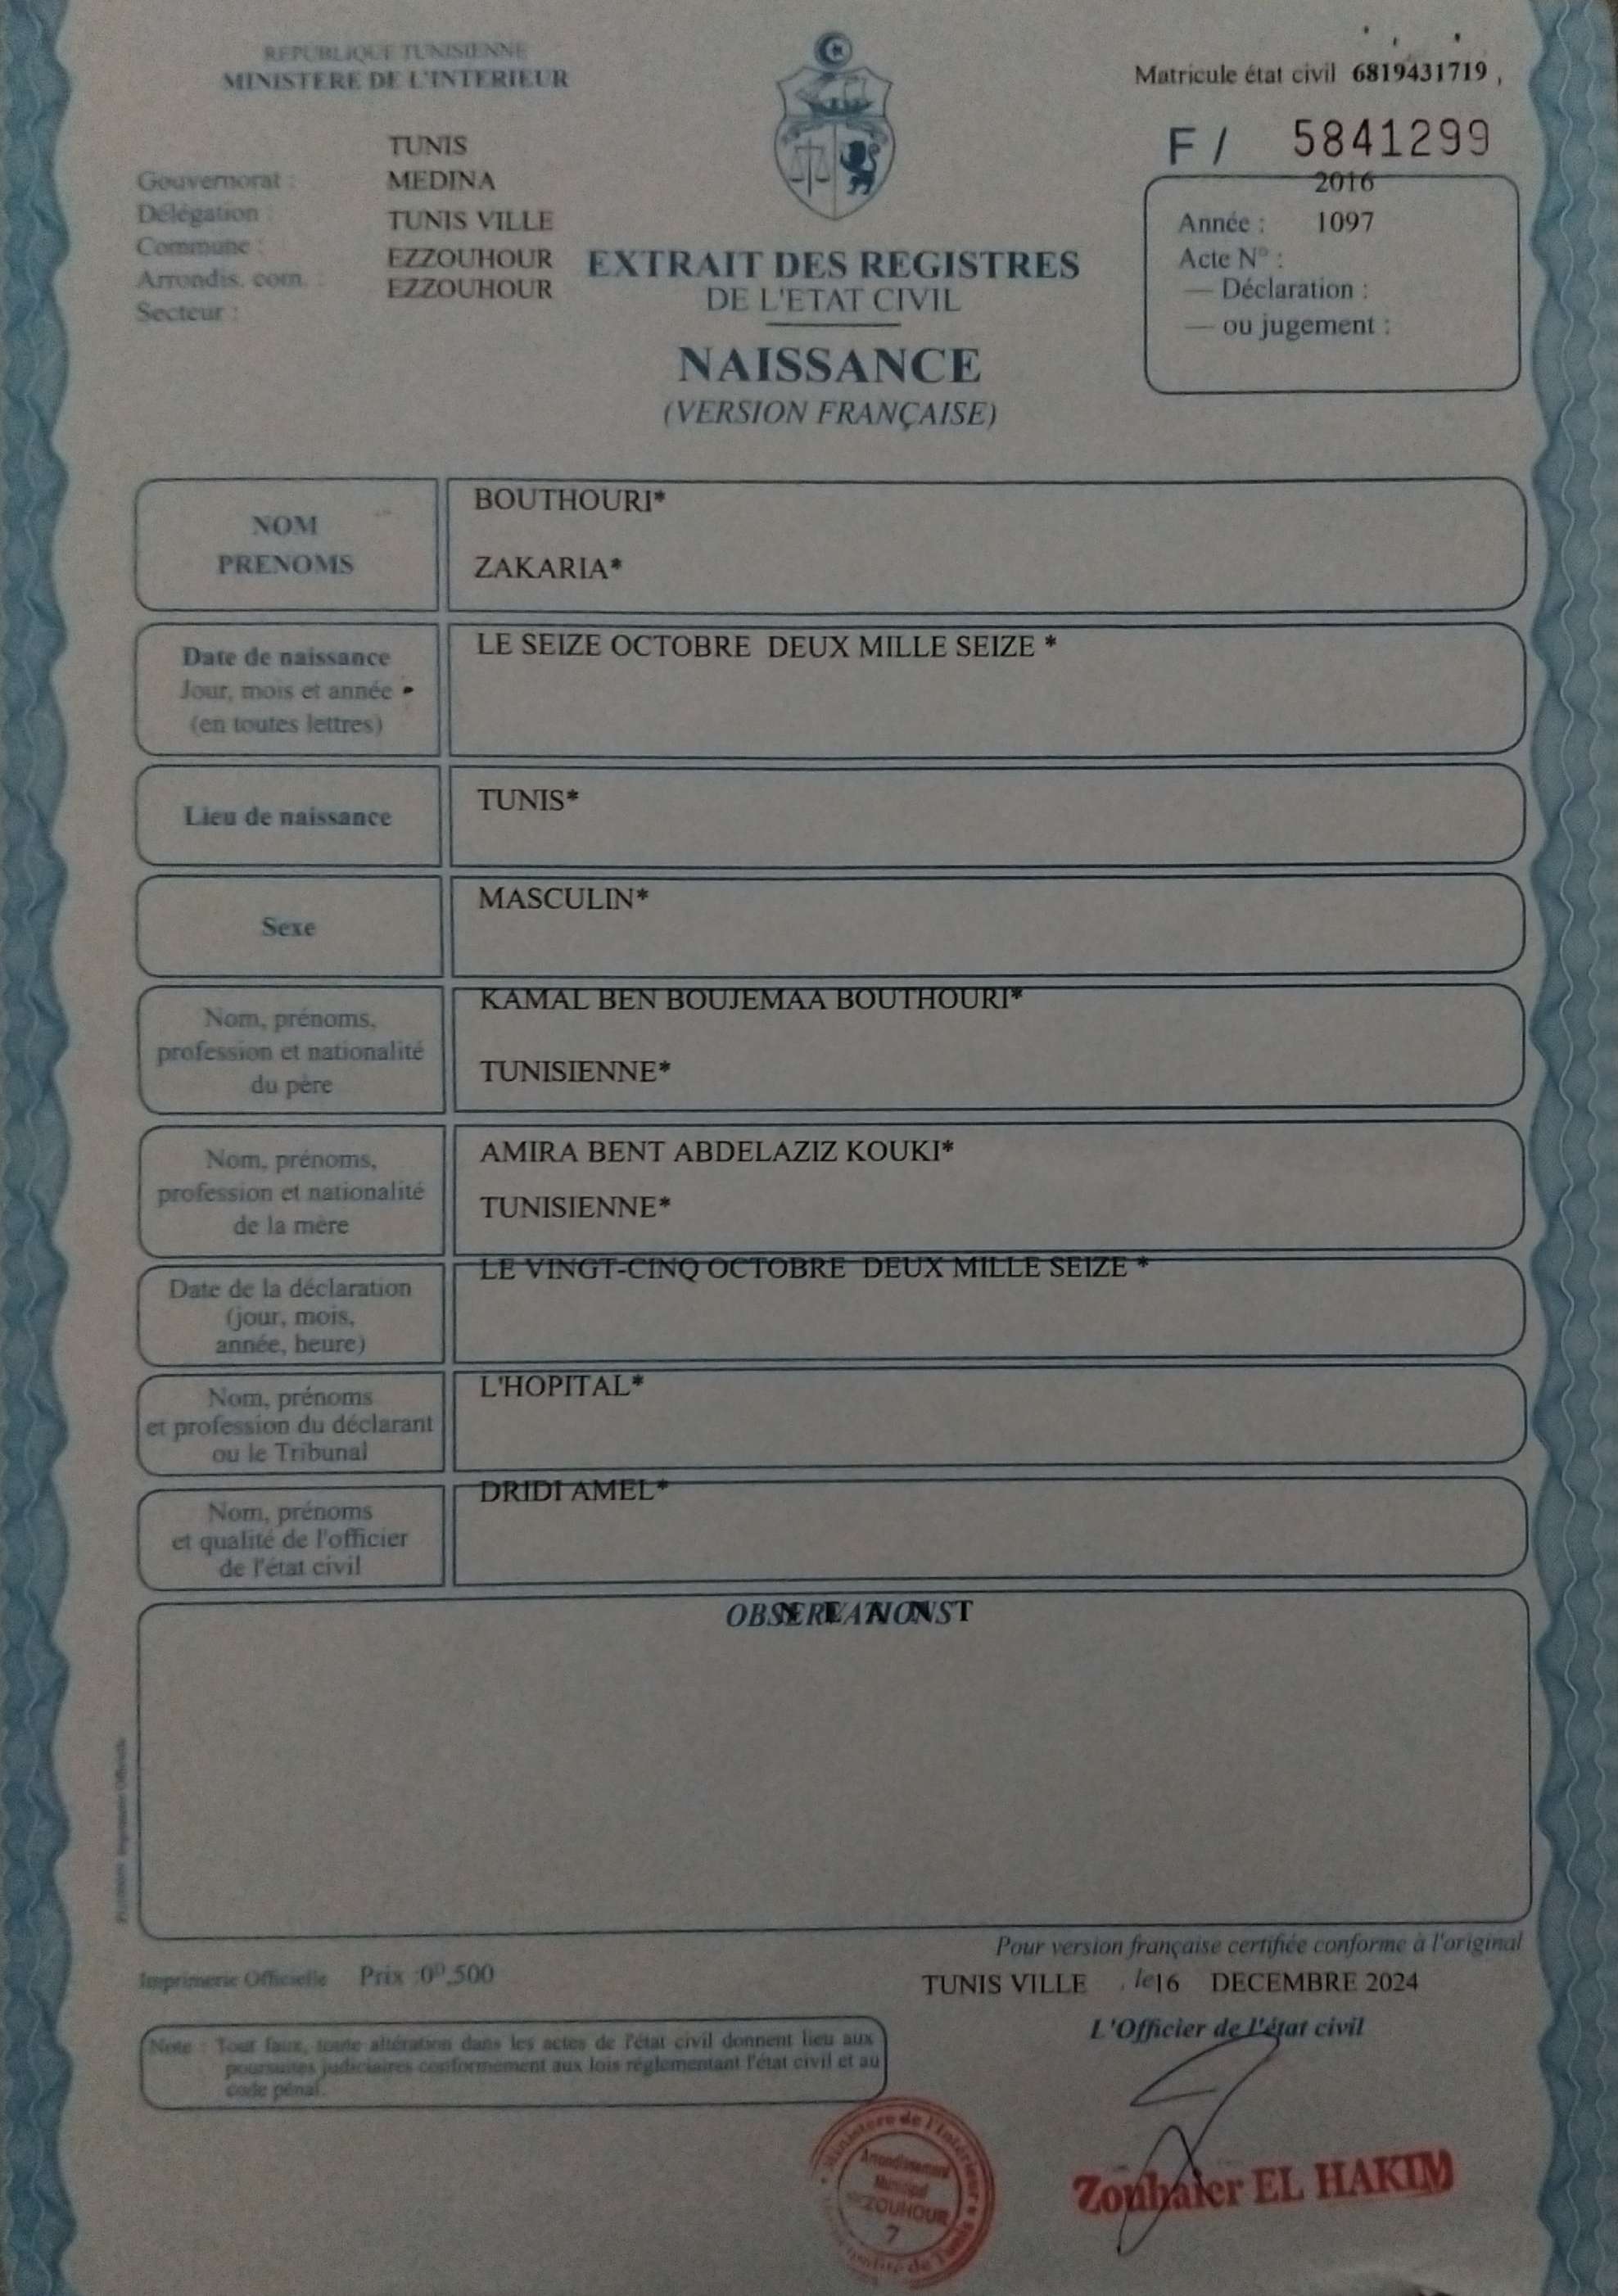 REPUBLIQUE TUNISIENNE
MINISTERE DE L'INTERIEUR
Matricule état civil 6819431719 ,
F / 5841299
TUNIS
Gouvernorat : MEDINA
Délégation : TUNIS VILLE
Commune : EZZOUHOUR
Arrondis. com. : EZZOUHOUR
Secteur :
2016
Année : 1097
Acte N° :
— Déclaration :
— ou jugement :
EXTRAIT DES REGISTRES
DE L'ETAT CIVIL
NAISSANCE
(VERSION FRANÇAISE)
NOM
PRENOMS
BOUTHOURI*
ZAKARIA*
Date de naissance
Jour, mois et année
(en toutes lettres)
LE SEIZE OCTOBRE DEUX MILLE SEIZE *
Lieu de naissance
TUNIS*
Sexe
MASCULIN*
Nom, prénoms,
profession et nationalité
du père
KAMAL BEN BOUJEMAA BOUTHOURI*
TUNISIENNE*
Nom, prénoms,
profession et nationalité
de la mère
AMIRA BENT ABDELAZIZ KOUKI*
TUNISIENNE*
Date de la déclaration
(jour, mois,
année, heure)
LE VINGT-CINQ OCTOBRE DEUX MILLE SEIZE *
Nom, prénoms
et profession du déclarant
ou le Tribunal
L'HOPITAL*
Nom, prénoms
et qualité de l'officier
de l'état civil
DRIDI AMEL*
OBSERVATIONS
N E A N T
Pour version française certifiée conforme à l'original
Imprimerie Officielle Prix :0ᴰ,500
TUNIS VILLE , le 16 DECEMBRE 2024
L'Officier de l'état civil
Note : Tout faux, toute altération dans les actes de l'état civil donnent lieu aux
poursuites judiciaires conformement aux lois réglementant l'état civil et au
code pénal.
Ministere de l'Intérieur
Arrondissement
Municipal
EZZOUHOUR
7
Zouhaier EL HAKIM